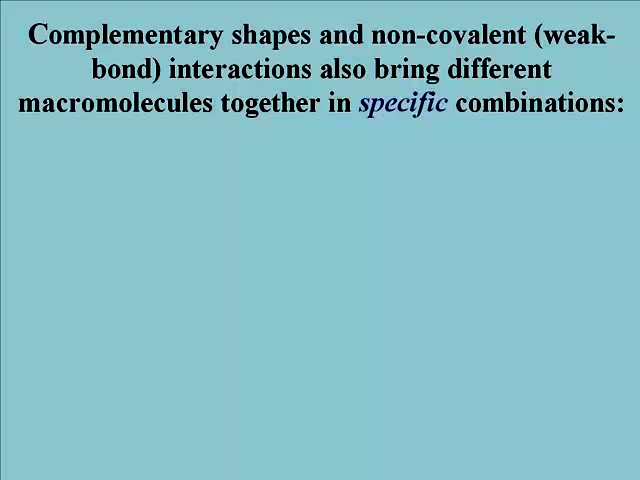 Complementary shapes and non-covalent (weak-
bond) interactions also bring different
macromolecules together in specific combinations: